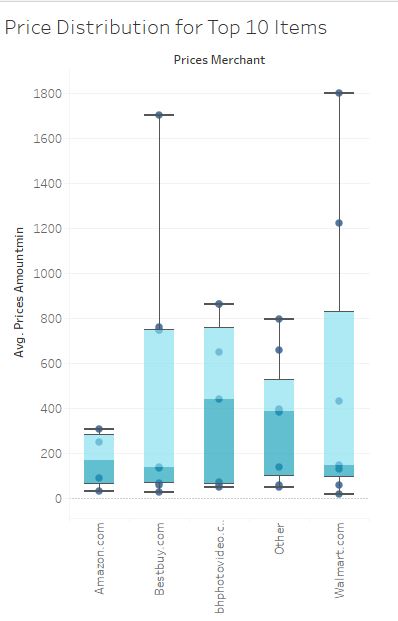 Price Distribution for Top 10 Items
Prices Merchant
Avg. Prices Amountmin
1800
1600
1400
1200
1000
800
600
400
200
0
Amazon.com
Bestbuy.com
bhphotovideo.c..
Other
Walmart.com